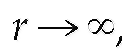 r → ∞,